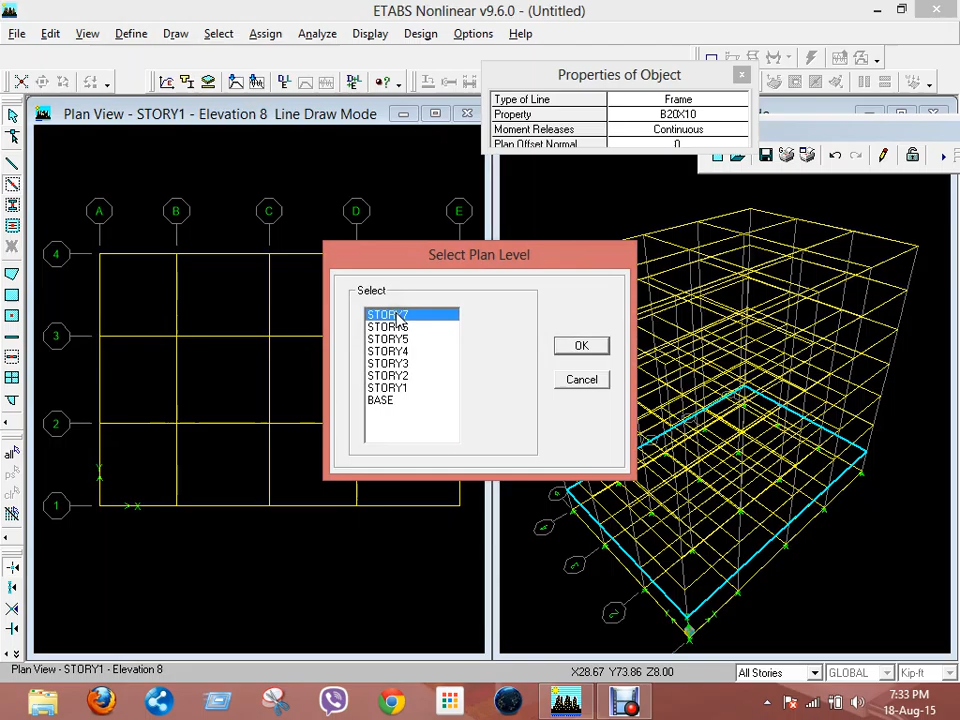 ETABS Nonlinear v9.6.0 - (Untitled)
File Edit View Define Draw Select Assign Analyze Display Design Options Help
Properties of Object
Type of Line Frame
Property B20X10
Moment Releases Continuous
Plan Offset Normal 0
Plan View - STORY1 - Elevation 8 Line Draw Mode
A B C D E
4
3
2
1
Y
X
Select Plan Level
Select
STORY7
STORY6
STORY5
STORY4
STORY3
STORY2
STORY1
BASE
OK
Cancel
all
ps
clr
Plan View - STORY1 - Elevation 8
X28.67 Y73.86 Z8.00
All Stories
GLOBAL
Kip-ft
7:33 PM
18-Aug-15